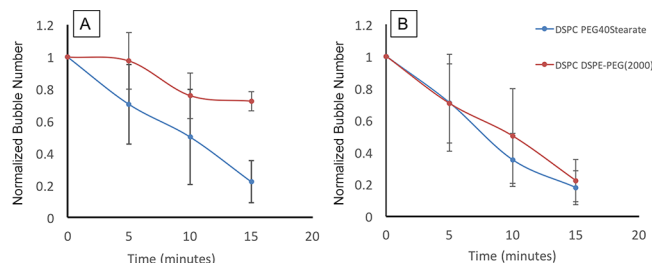 A
Normalized Bubble Number
1.2
1
0.8
0.6
0.4
0.2
0
0 5 10 15 20
Time (minutes)
B
Normalized Bubble Number
1.2
1
0.8
0.6
0.4
0.2
0
0 5 10 15 20
Time (minutes)
DSPC PEG40Stearate
DSPC DSPE-PEG(2000)